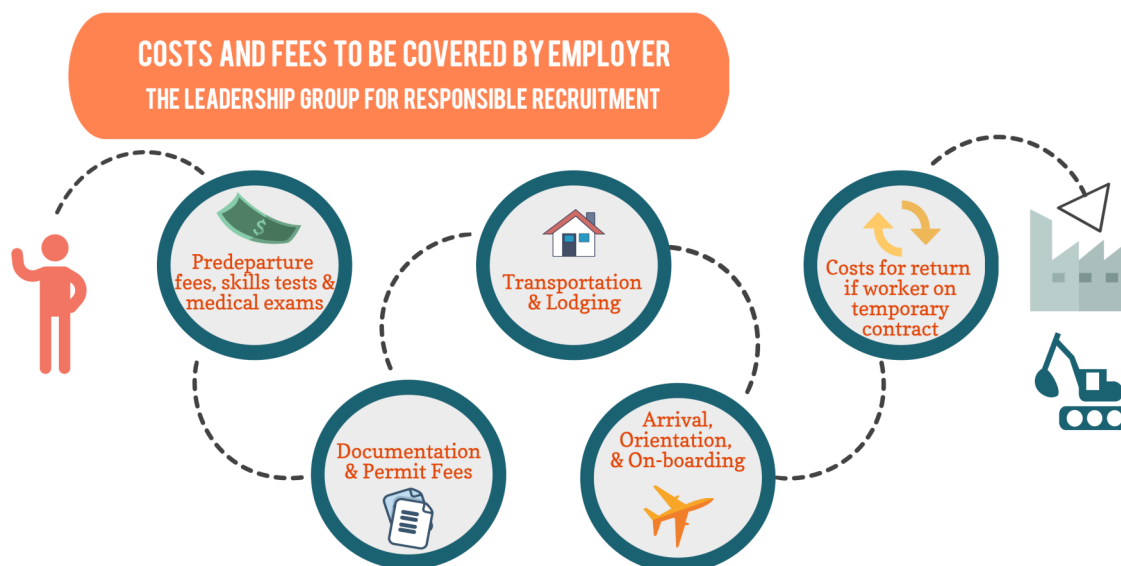 COSTS AND FEES TO BE COVERED BY EMPLOYER
THE LEADERSHIP GROUP FOR RESPONSIBLE RECRUITMENT
$
Predeparture
fees, skills tests &
medical exams
Documentation
& Permit Fees
Transportation
& Lodging
Arrival,
Orientation,
& On-boarding
Costs for return
if worker on
temporary
contract